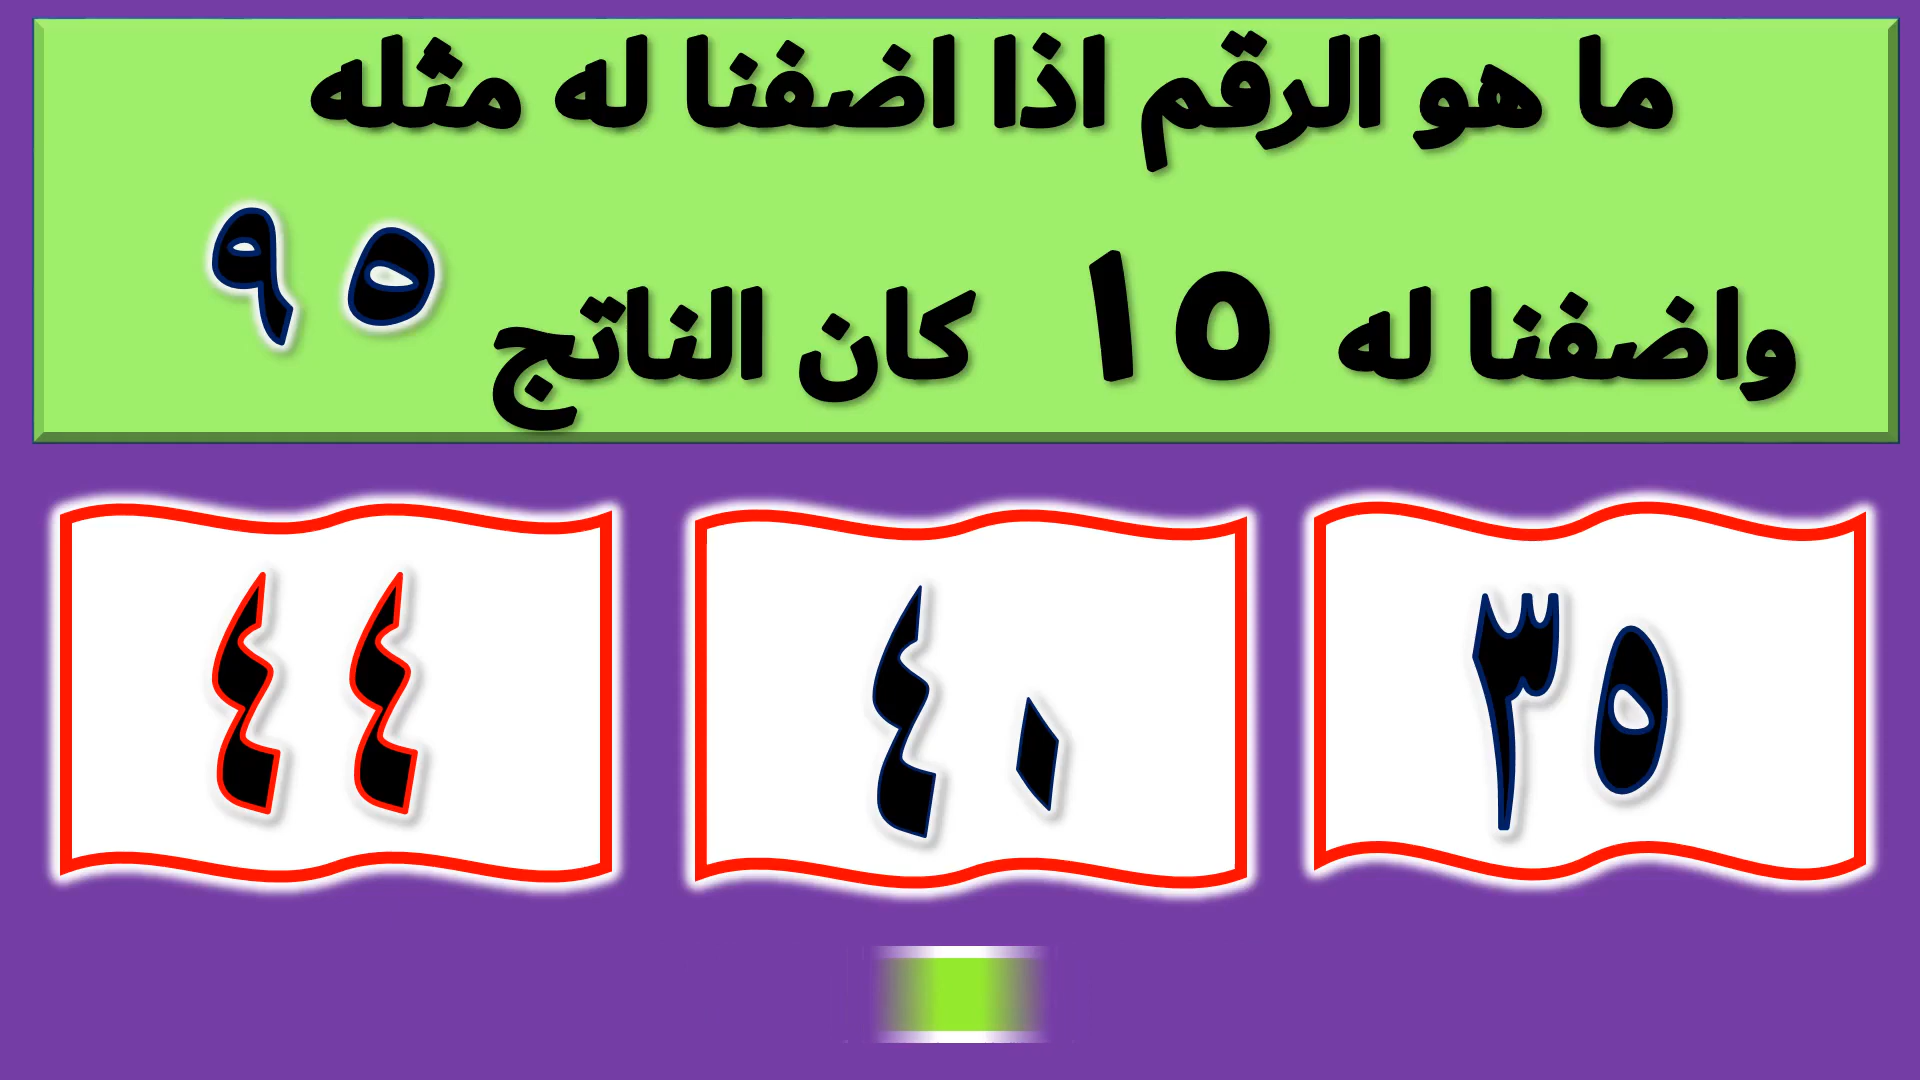 ما هو الرقم اذا اضفنا له مثله
واضفنا له ١٥ كان الناتج ٩٥
٣٥
٤٠
٤٤